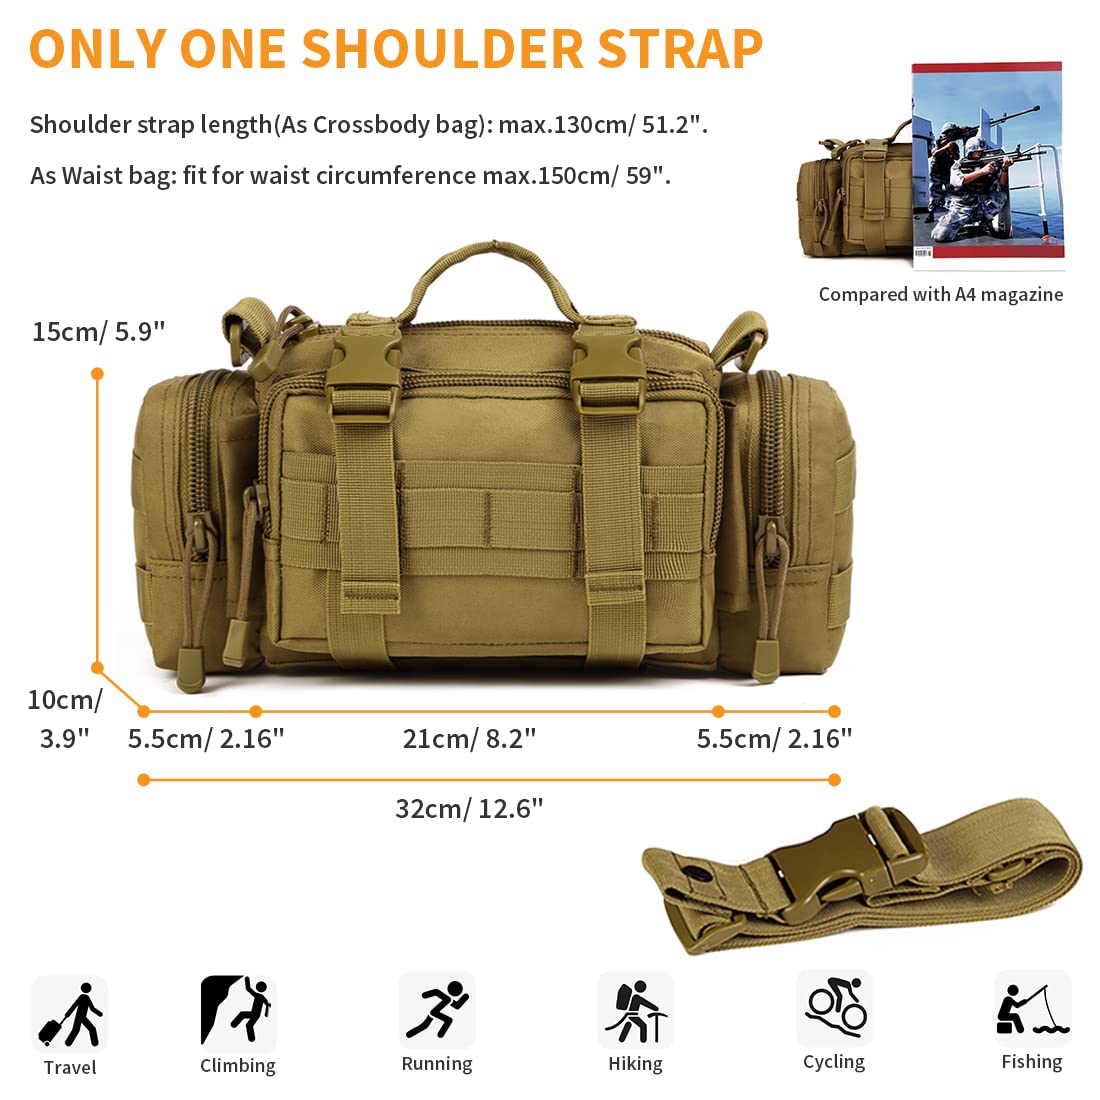 ONLY ONE SHOULDER STRAP
Shoulder strap length(As Crossbody bag): max.130cm/ 51.2".
As Waist bag: fit for waist circumference max.150cm/ 59".
Compared with A4 magazine
15cm/ 5.9"
10cm/
3.9"
5.5cm/ 2.16"
21cm/ 8.2"
5.5cm/ 2.16"
32cm/ 12.6"
Travel
Climbing
Running
Hiking
Cycling
Fishing